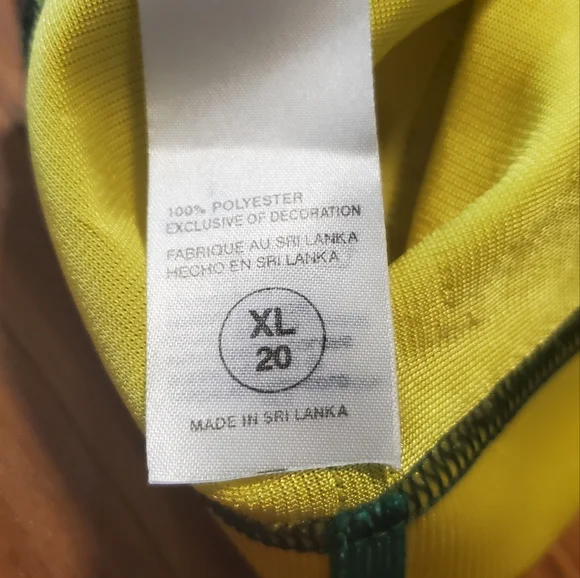 100% POLYESTER
EXCLUSIVE OF DECORATION
FABRIQUE AU SRI LANKA
HECHO EN SRI LANKA
XL
20
MADE IN SRI LANKA